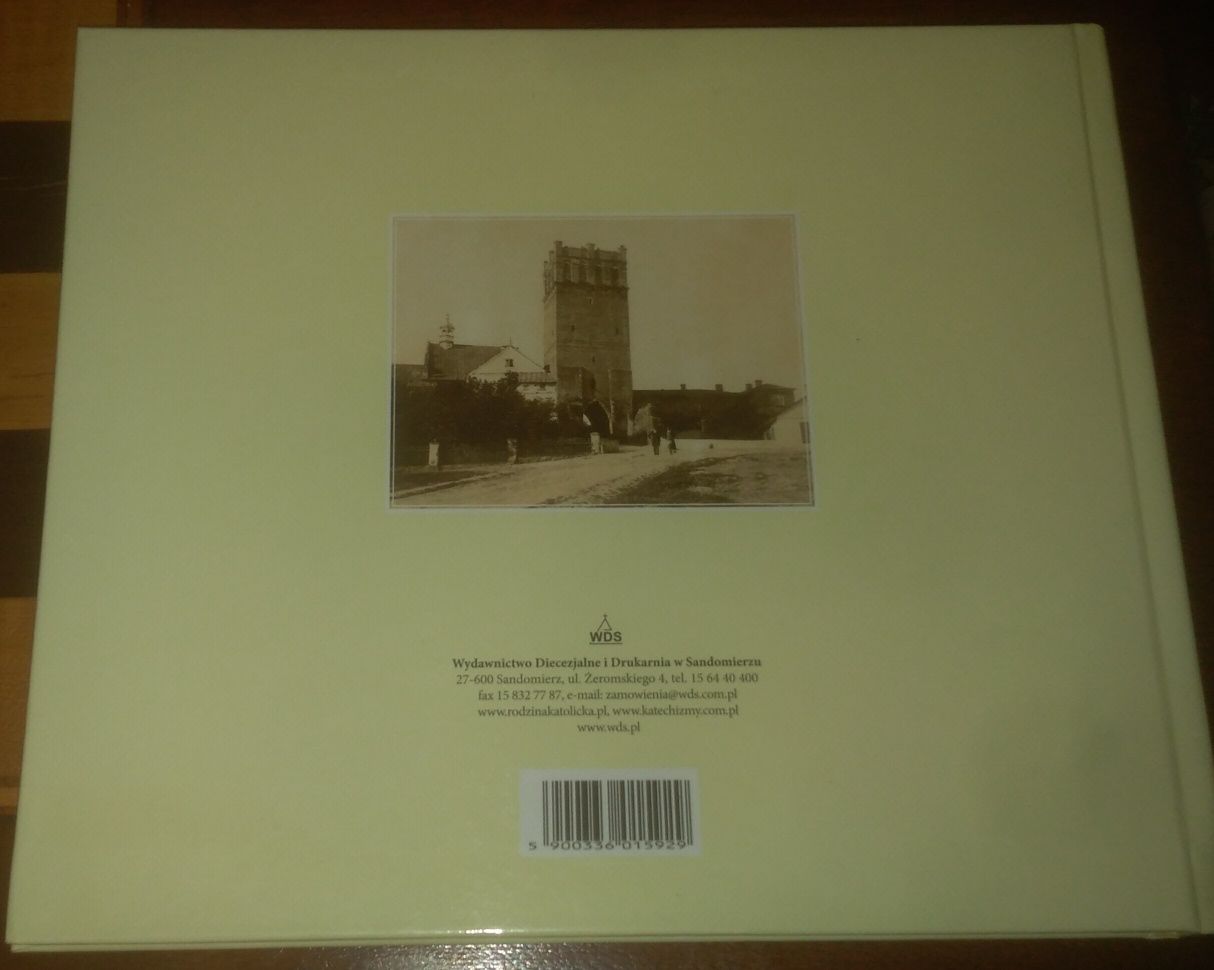 WDS
Wydawnictwo Diecezjalne i Drukarnia w Sandomierzu
27-600 Sandomierz, ul. Żeromskiego 4, tel. 15 64 40 400
fax 15 832 77 87, e-mail: zamowienia@wds.com.pl
www.rodzinakatolicka.pl, www.katechizmy.com.pl
www.wds.pl
5 900336 015929